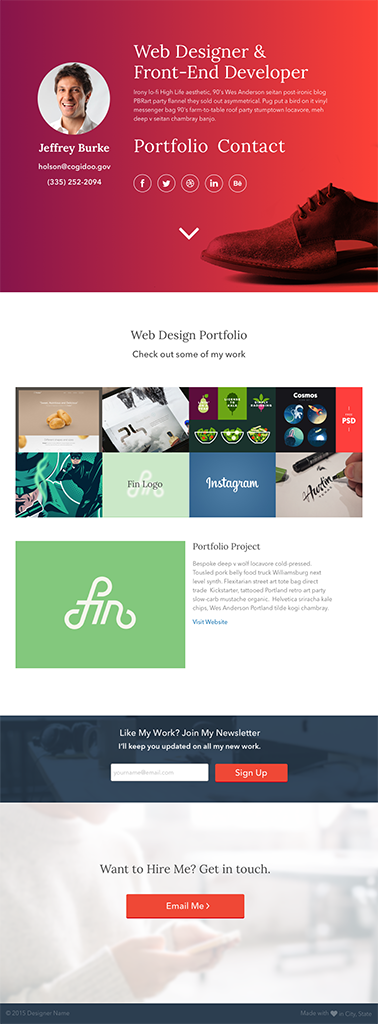 Web Designer &
Front-End Developer
Irony lo-fi High Life aesthetic, 90's Wes Anderson seitan post-ironic blog
PBRart party flannel they sold out asymmetrical. Pug put a bird on it vinyl
messenger bag 90's farm-to-table roof party stumptown locavore, meh
deep v seitan chambray banjo.
Jeffrey Burke
holson@cogidoo.gov
(335) 252-2094
Portfolio Contact
Bē
Web Design Portfolio
Check out some of my work
Cosmos
PSD
Fin Logo
Instagram
Austin
fin
Portfolio Project
Bespoke deep v wolf locavore cold-pressed.
Tousled pork belly food truck Williamsburg next
level synth. Flexitarian street art tote bag direct
trade Kickstarter, tattooed Portland retro art party
slow-carb mustache organic. Helvetica sriracha kale
chips, Wes Anderson Portland tilde kogi chambray.
Visit Website
Like My Work? Join My Newsletter
I'll keep you updated on all my new work.
yourname@email.com
Sign Up
Want to Hire Me? Get in touch.
Email Me >
© 2015 Designer Name
Made with ♥ in City, State